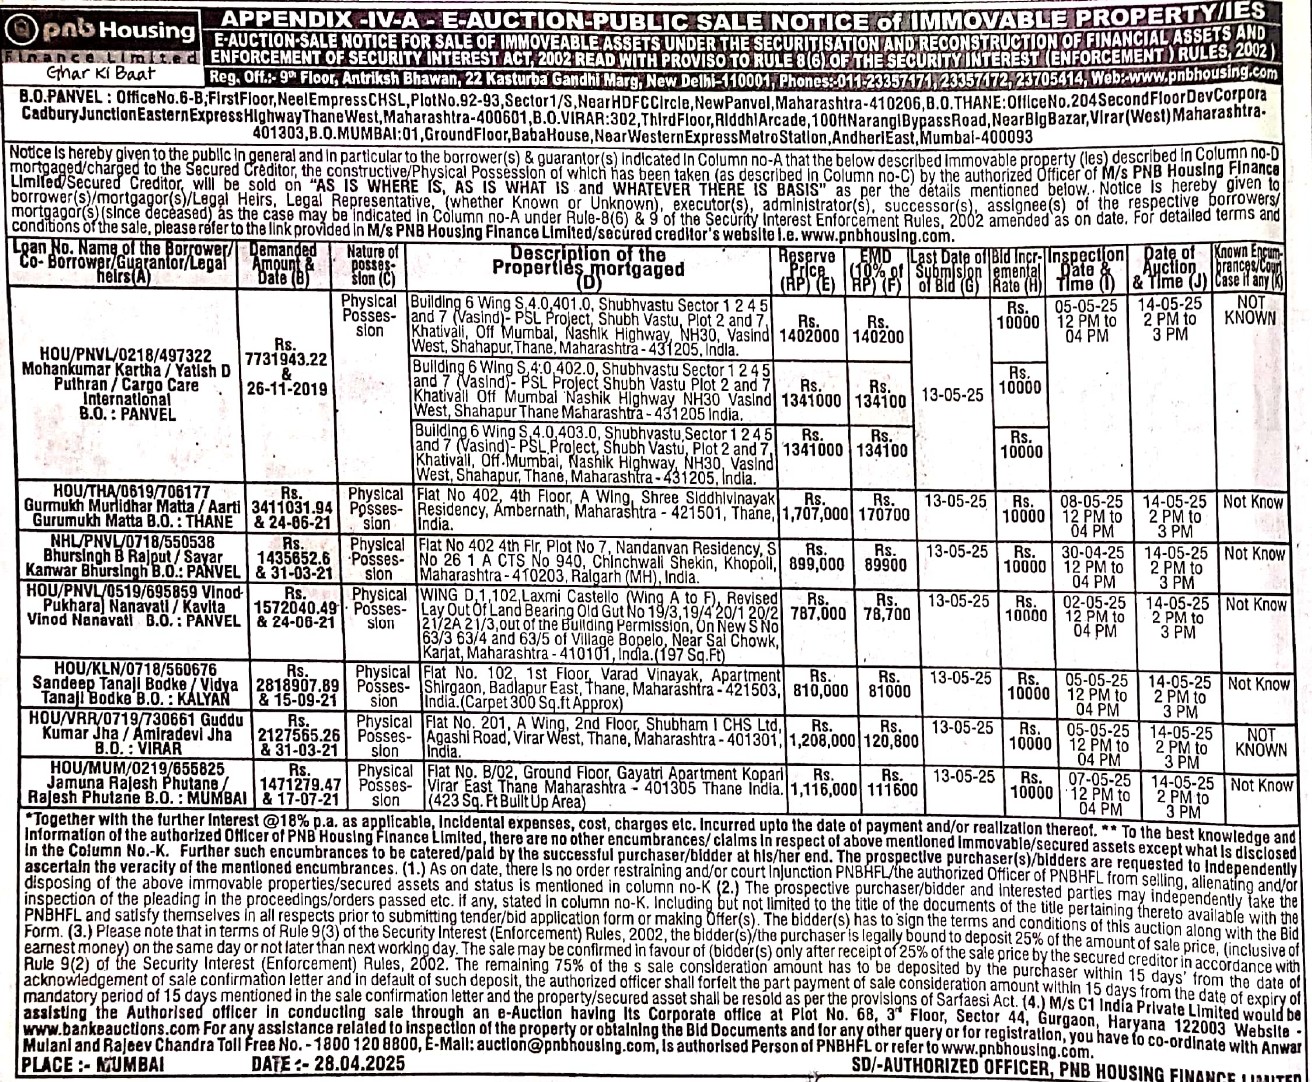 pnb Housing
Finance Limited
Ghar Ki Baat
APPENDIX -IV-A - E-AUCTION-PUBLIC SALE NOTICE of IMMOVABLE PROPERTY/IES
E-AUCTION-SALE NOTICE FOR SALE OF IMMOVEABLE ASSETS UNDER THE SECURITISATION AND RECONSTRUCTION OF FINANCIAL ASSETS AND
ENFORCEMENT OF SECURITY INTEREST ACT, 2002 READ WITH PROVISO TO RULE 8(6) OF THE SECURITY INTEREST (ENFORCEMENT ) RULES, 2002)
Reg. Off.:- 9th Floor, Antriksh Bhawan, 22 Kasturba Gandhi Marg, New Delhi-110001, Phones:-011-23357171, 23357172, 23705414, Web:-www.pnbhousing.com
B.O.PANVEL : OfficeNo.6-B;FirstFloor,NeelEmpressCHSL,PlotNo.92-93,Sector1/S,NearHDFCCircle,NewPanvel,Maharashtra-410206,B.O.THANE:OfficeNo.204SecondFloorDevCorpora
CadburyJunctionEasternExpressHighwayThaneWest,Maharashtra-400601,B.O.VIRAR:302,ThirdFloor,RiddhiArcade,100ftNarangiBypassRoad,NearBigBazar,Virar(West) Maharashtra-
401303,B.O.MUMBAI:01,GroundFloor,BabaHouse,NearWesternExpressMetroStation,AndheriEast,Mumbai-400093
Notice is hereby given to the public in general and in particular to the borrower(s) & guarantor(s) indicated in Column no-A that the below described immovable property (ies) described in Column no-D
mortgaged/charged to the Secured Creditor, the constructive/Physical Possession of which has been taken (as described in Column no-C) by the authorized Officer of M/s PNB Housing Finance
Limited/Secured Creditor, will be sold on "AS IS WHERE IS, AS IS WHAT IS and WHATEVER THERE IS BASIS" as per the details mentioned below. Notice is hereby given to
borrower(s)/mortgagor(s)/Legal Heirs, Legal Representative, (whether Known or Unknown), executor(s), administrator(s), successor(s), assignee(s) of the respective borrowers/
mortgagor(s)(since deceased), as the case may be indicated in Column no-A under Rule-8(6) & 9 of the Security Interest Enforcement Rules, 2002 amended as on date. For detailed terms and
conditions of the sale, please refer to the link provided in M/s PNB Housing Finance Limited/secured creditor's website i.e. www.pnbhousing.com.
Loan No. Name of the Borrower/
Co- Borrower/Guarantor/Legal
heirs(A)
Demanded
Amount &
Date (B)
Nature of
posses-
sion (C)
Description of the
Properties mortgaged
(D)
Reserve
Price
(RP) (E)
EMD
(10% of
RP) (F)
Last Date of
Submision
of Bid (G)
Bid Incr-
emental
Rate (H)
Inspection
Date &
Time (I)
Date of
Auction
& Time (J)
Known Encum-
brances/Court
Case if any (K)
HOU/PNVL/0218/497322
Mohankumar Kartha / Yatish D
Puthran / Cargo Care
International
B.O. : PANVEL
Rs.
7731943.22
&
26-11-2019
Physical
Posses-
sion
Building 6 Wing S,4.0,401.0, Shubhvastu Sector 1 2 4 5
and 7 (Vasind)- PSL Project, Shubh Vastu, Plot 2 and 7,
Khativali, Off Mumbai, Nashik Highway, NH30, Vasind
West, Shahapur,Thane, Maharashtra - 431205, India.
Rs.
1402000
Rs.
140200
Rs.
10000
Building 6 Wing S,4.0,402.0, Shubhvastu Sector 1 2 4 5
and 7 (Vasind)- PSL Project Shubh Vastu Plot 2 and 7
Khativali Off Mumbai Nashik Highway NH30 Vasind
West, Shahapur Thane Maharashtra - 431205 India.
Rs.
1341000
Rs.
134100
Rs.
10000
Building 6 Wing S,4.0,403.0, Shubhvastu,Sector 1 2 4 5
and 7 (Vasind)- PSL Project, Shubh Vastu, Plot 2 and 7,
Khativali, Off Mumbai, Nashik Highway, NH30, Vasind
West, Shahapur, Thane, Maharashtra - 431205, India.
Rs.
1341000
Rs.
134100
Rs.
10000
13-05-25
05-05-25
12 PM to
04 PM
14-05-25
2 PM to
3 PM
NOT
KNOWN
HOU/THA/0619/706177
Gurmukh Murlidhar Matta / Aarti
Gurumukh Matta B.O. : THANE
Rs.
3411031.94
& 24-06-21
Physical
Posses-
sion
Flat No 402, 4th Floor, A Wing, Shree Siddhivinayak
Residency, Ambernath, Maharashtra - 421501, Thane,
India.
Rs.
1,707,000
Rs.
170700
13-05-25
Rs.
10000
08-05-25
12 PM to
04 PM
14-05-25
2 PM to
3 PM
Not Know
NHL/PNVL/0718/550538
Bhursingh B Rajput / Sayar
Kanwar Bhursingh B.O.: PANVEL
Rs.
1435652.6
& 31-03-21
Physical
Posses-
sion
Flat No 402 4th Flr, Plot No 7, Nandanvan Residency, S
No 26 1 A CTS No 940, Chinchwali Shekin, Khopoli,
Maharashtra - 410203, Raigarh (MH), India.
Rs.
899,000
Rs.
89900
13-05-25
Rs.
10000
30-04-25
12 PM to
04 PM
14-05-25
2 PM to
3 PM
Not Know
HOU/PNVL/0519/695859 Vinod
Pukharaj Nanavati / Kavita
Vinod Nanavati B.O. : PANVEL
Rs.
1572040.49
& 24-06-21
Physical
Posses-
sion
WING D,1,102,Laxmi Castello (Wing A to F), Revised
Lay Out Of Land Bearing Old Gut No 19/3,19/4 20/1 20/2
21/2A 21/3,out of the Building Permission, On New S No
63/3 63/4 and 63/5 of Village Bopelo, Near Sai Chowk,
Karjat, Maharashtra - 410101, India.(197 Sq.Ft)
Rs.
787,000
Rs.
78,700
13-05-25
Rs.
10000
02-05-25
12 PM to
04 PM
14-05-25
2 PM to
3 PM
Not Know
HOU/KLN/0718/560676
Sandeep Tanaji Bodke / Vidya
Tanaji Bodke B.O. : KALYAN
Rs.
2818907.89
& 15-09-21
Physical
Posses-
sion
Flat No. 102, 1st Floor, Varad Vinayak, Apartment
Shirgaon, Badlapur East, Thane, Maharashtra - 421503,
India.(Carpet 300 Sq.ft Approx)
Rs.
810,000
Rs.
81000
13-05-25
Rs.
10000
05-05-25
12 PM to
04 PM
14-05-25
2 PM to
3 PM
Not Know
HOU/VRR/0719/730661 Guddu
Kumar Jha / Amiradevi Jha
B.O. : VIRAR
Rs.
2127565.26
& 31-03-21
Physical
Posses-
sion
Flat No. 201, A Wing, 2nd Floor, Shubham I CHS Ltd,
Agashi Road, Virar West, Thane, Maharashtra - 401301,
India.
Rs.
1,208,000
Rs.
120,800
13-05-25
Rs.
10000
05-05-25
12 PM to
04 PM
14-05-25
2 PM to
3 PM
NOT
KNOWN
HOU/MUM/0219/655825
Jamuna Rajesh Phutane /
Rajesh Phutane B.O. : MUMBAI
Rs.
1471279.47
& 17-07-21
Physical
Posses-
sion
Flat No. B/02, Ground Floor, Gayatri Apartment Kopari
Virar East Thane Maharashtra - 401305 Thane India.
(423 Sq. Ft Built Up Area)
Rs.
1,116,000
Rs.
111600
13-05-25
Rs.
10000
07-05-25
12 PM to
04 PM
14-05-25
2 PM to
3 PM
Not Know
*Together with the further interest @18% p.a. as applicable, incidental expenses, cost, charges etc. incurred upto the date of payment and/or realization thereof. ** To the best knowledge and
information of the authorized Officer of PNB Housing Finance Limited, there are no other encumbrances/ claims in respect of above mentioned immovable/secured assets except what is disclosed
in the Column No.-K. Further such encumbrances to be catered/paid by the successful purchaser/bidder at his/her end. The prospective purchaser(s)/bidders are requested to independently
ascertain the veracity of the mentioned encumbrances. (1.) As on date, there is no order restraining and/or court injunction PNBHFL/the authorized Officer of PNBHFL from selling, alienating and/or
disposing of the above immovable properties/secured assets and status is mentioned in column no-K (2.) The prospective purchaser/bidder and interested parties may independently take the
inspection of the pleading in the proceedings/orders passed etc. if any, stated in column no-K. Including but not limited to the title of the documents of the title pertaining thereto available with the
PNBHFL and satisfy themselves in all respects prior to submitting tender/bid application form or making Offer(s). The bidder(s) has to sign the terms and conditions of this auction along with the Bid
Form. (3.) Please note that in terms of Rule 9(3) of the Security Interest (Enforcement) Rules, 2002, the bidder(s)/the purchaser is legally bound to deposit 25% of the amount of sale price, (inclusive of
earnest money) on the same day or not later than next working day. The sale may be confirmed in favour of (bidder(s) only after receipt of 25% of the sale price by the secured creditor in accordance with
Rule 9(2) of the Security Interest (Enforcement) Rules, 2002. The remaining 75% of the s sale consideration amount has to be deposited by the purchaser within 15 days' from the date of
acknowledgement of sale confirmation letter and in default of such deposit, the authorized officer shall forfeit the part payment of sale consideration amount within 15 days from the date of expiry of
mandatory period of 15 days mentioned in the sale confirmation letter and the property/secured asset shall be resold as per the provisions of Sarfaesi Act. (4.) M/s C1 India Private Limited would be
assisting the Authorised officer in conducting sale through an e-Auction having its Corporate office at Plot No. 68, 3rd Floor, Sector 44, Gurgaon, Haryana 122003 Website -
www.bankeauctions.com For any assistance related to inspection of the property or obtaining the Bid Documents and for any other query or for registration, you have to co-ordinate with Anwar
Mulani and Rajeev Chandra Toll Free No. - 1800 120 8800, E-Mail: auction@pnbhousing.com, is authorised Person of PNBHFL or refer to www.pnbhousing.com.
PLACE :- MUMBAI DATE :- 28.04.2025 SD/-AUTHORIZED OFFICER, PNB HOUSING FINANCE LIMITED